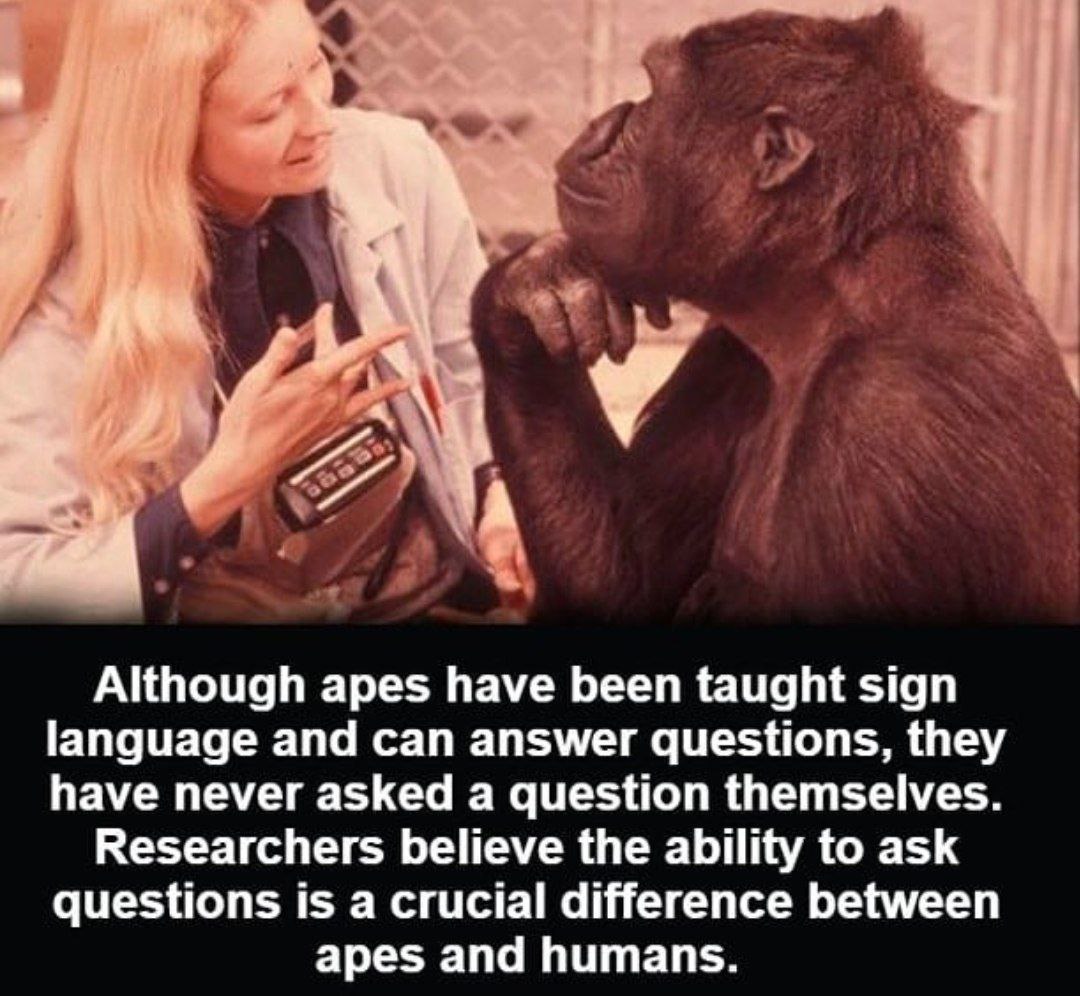 Although apes have been taught sign
language and can answer questions, they
have never asked a question themselves.
Researchers believe the ability to ask
questions is a crucial difference between
apes and humans.